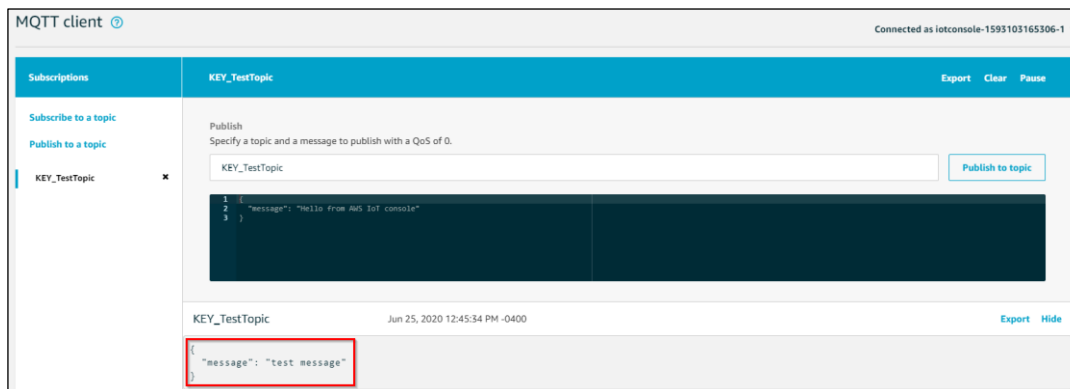 MQTT client ?
Connected as iotconsole-1593103165306-1
Subscriptions
KEY_TestTopic
Export Clear Pause
Subscribe to a topic
Publish to a topic
KEY_TestTopic ×
Publish
Specify a topic and a message to publish with a QoS of 0.
KEY_TestTopic
Publish to topic
1 {
2 "message": "Hello from AWS IoT console"
3 }
KEY_TestTopic Jun 25, 2020 12:45:34 PM -0400 Export Hide
{
"message": "test message"
}